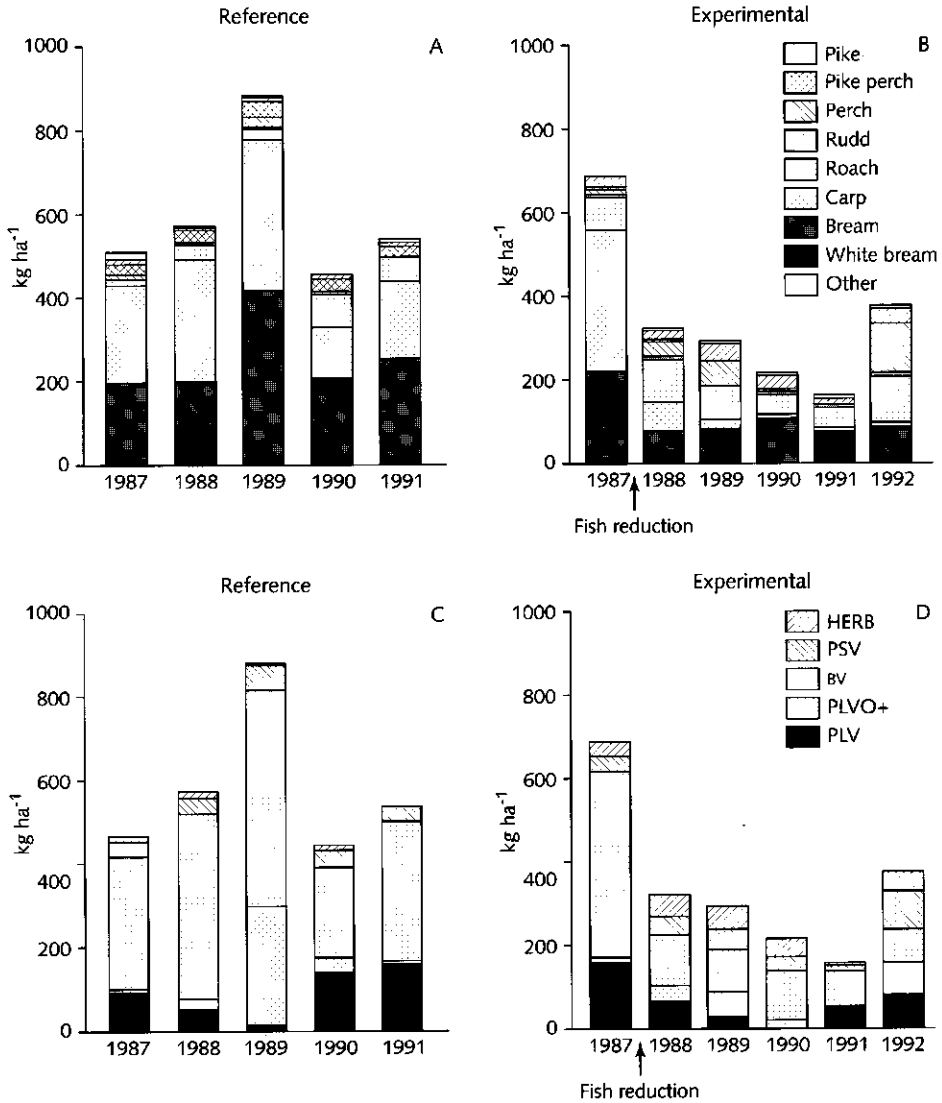 Reference
A
1000
800
600
400
200
0
kg ha-1
1987 1988 1989 1990 1991
Experimental
B
1000
800
600
400
200
0
kg ha-1
Pike
Pike perch
Perch
Rudd
Roach
Carp
Bream
White bream
Other
1987 1988 1989 1990 1991 1992
Fish reduction
Reference
C
1000
800
600
400
200
0
kg ha-1
1987 1988 1989 1990 1991
Experimental
D
1000
800
600
400
200
0
kg ha-1
HERB
PSV
BV
PLVO+
PLV
1987 1988 1989 1990 1991 1992
Fish reduction